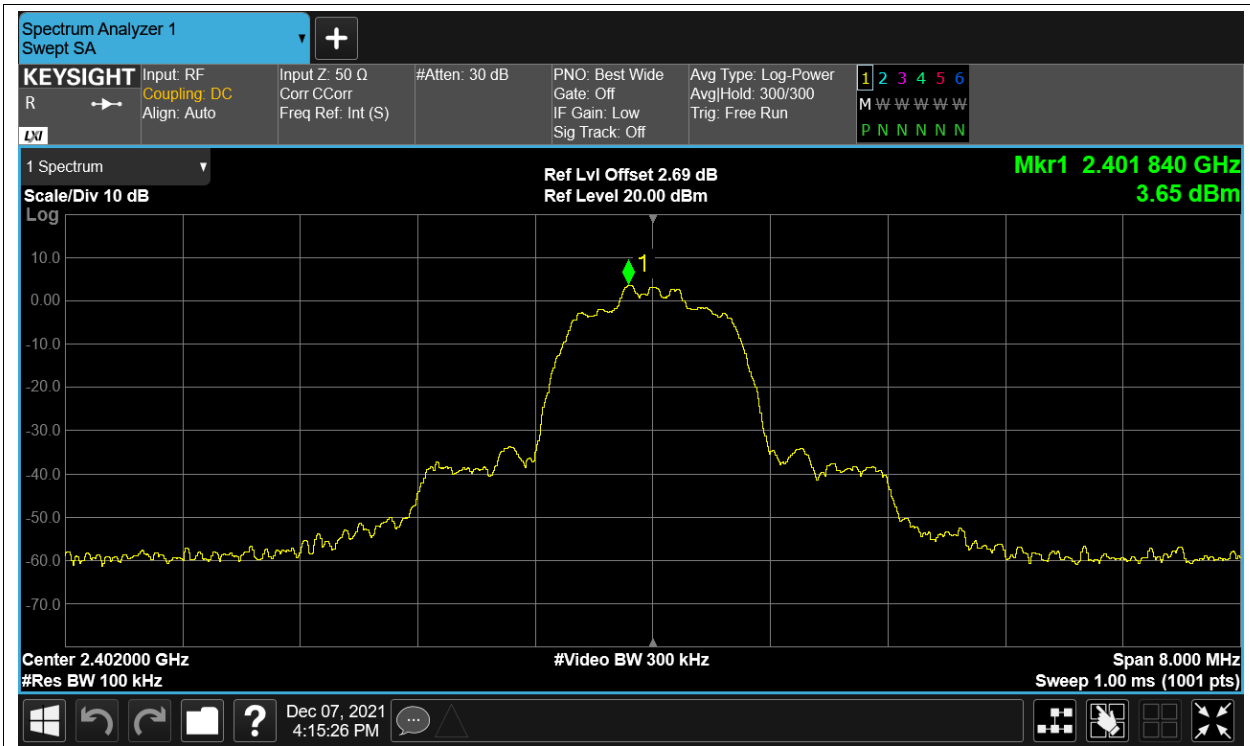 Spectrum Analyzer 1
Swept SA
KEYSIGHT
R
LXI
Input: RF
Coupling: DC
Align: Auto
Input Z: 50 Ω
Corr CCorr
Freq Ref: Int (S)
#Atten: 30 dB
PNO: Best Wide
Gate: Off
IF Gain: Low
Sig Track: Off
Avg Type: Log-Power
Avg|Hold: 300/300
Trig: Free Run
1 2 3 4 5 6
M W W W W W
P N N N N N
1 Spectrum
Scale/Div 10 dB
Ref Lvl Offset 2.69 dB
Ref Level 20.00 dBm
Mkr1 2.401 840 GHz
3.65 dBm
Log
10.0
0.00
-10.0
-20.0
-30.0
-40.0
-50.0
-60.0
-70.0
1
Center 2.402000 GHz
#Res BW 100 kHz
#Video BW 300 kHz
Span 8.000 MHz
Sweep 1.00 ms (1001 pts)
?
Dec 07, 2021
4:15:26 PM